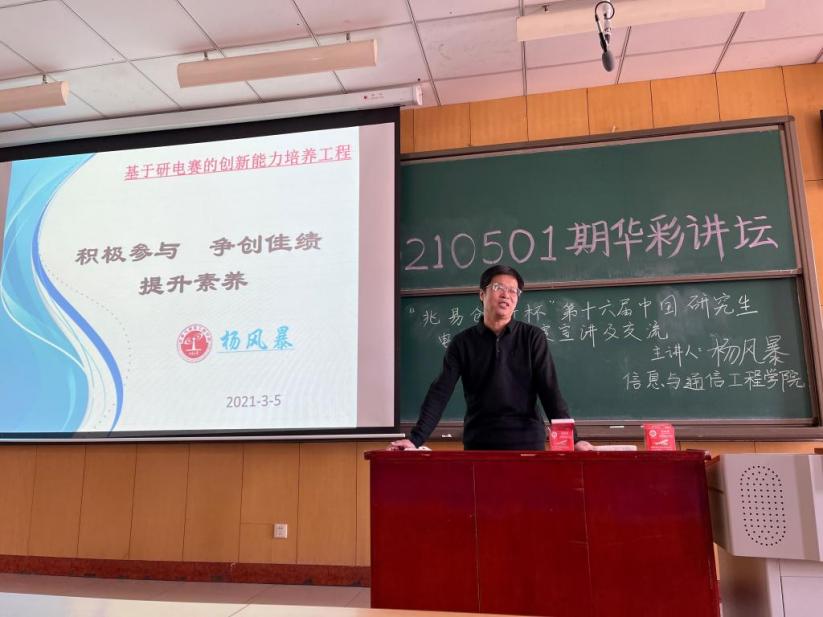 基于研电赛的创新能力培养工程
积极参与 争创佳绩
提升素养
杨风暴
2021-3-5
210501期华彩讲坛
“兆易 杯”第十六届中国研究生
宣讲及交流
主讲人:杨风暴
信息与通信工程学院